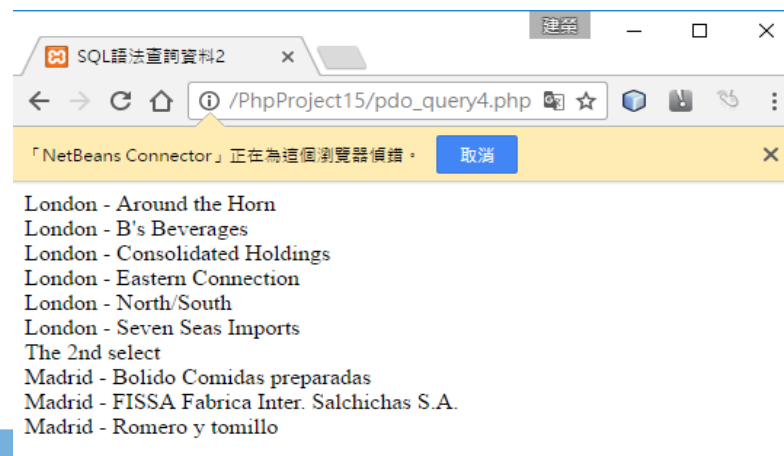 建榮
SQL語法查詢資料2
/PhpProject15/pdo_query4.php
「NetBeans Connector」正在為這個瀏覽器偵錯。 取消
London - Around the Horn
London - B's Beverages
London - Consolidated Holdings
London - Eastern Connection
London - North/South
London - Seven Seas Imports
The 2nd select
Madrid - Bolido Comidas preparadas
Madrid - FISSA Fabrica Inter. Salchichas S.A.
Madrid - Romero y tomillo